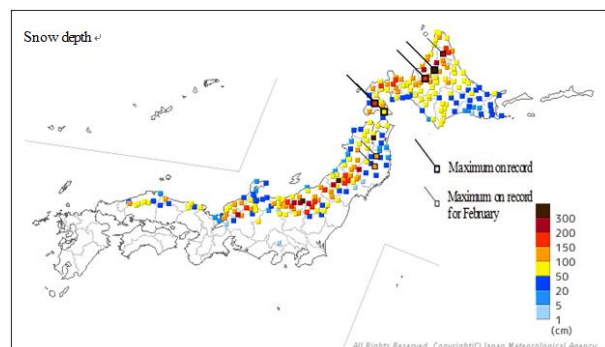 Snow depth↵
Maximum on record
Maximum on record
for February
300
200
150
100
50
20
5
1
(cm)
All Rights Reserved. Copyright(C) Japan Meteorological Agency